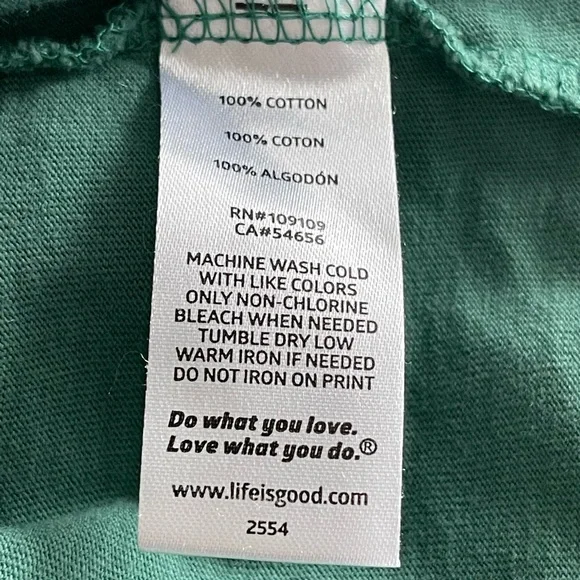 100% COTTON
100% COTON
100% ALGODÓN
RN#109109
CA#54656
MACHINE WASH COLD
WITH LIKE COLORS
ONLY NON-CHLORINE
BLEACH WHEN NEEDED
TUMBLE DRY LOW
WARM IRON IF NEEDED
DO NOT IRON ON PRINT
Do what you love.
Love what you do.®
www.lifeisgood.com
2554